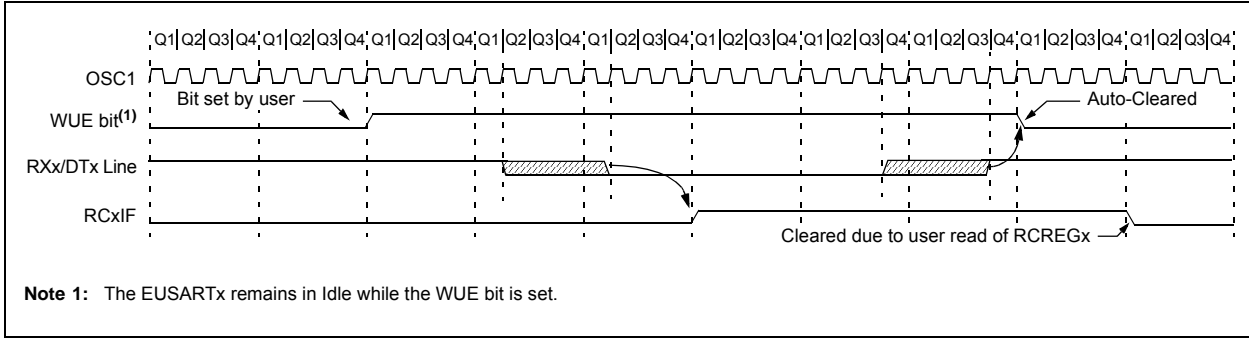 Q1 Q2 Q3 Q4 Q1 Q2 Q3 Q4 Q1 Q2 Q3 Q4 Q1 Q2 Q3 Q4 Q1 Q2 Q3 Q4 Q1 Q2 Q3 Q4 Q1 Q2 Q3 Q4 Q1 Q2 Q3 Q4 Q1 Q2 Q3 Q4 Q1 Q2 Q3 Q4
OSC1
Bit set by user
Auto-Cleared
WUE bit(1)
RXx/DTx Line
RCxIF
Cleared due to user read of RCREGx
Note 1: The EUSARTx remains in Idle while the WUE bit is set.